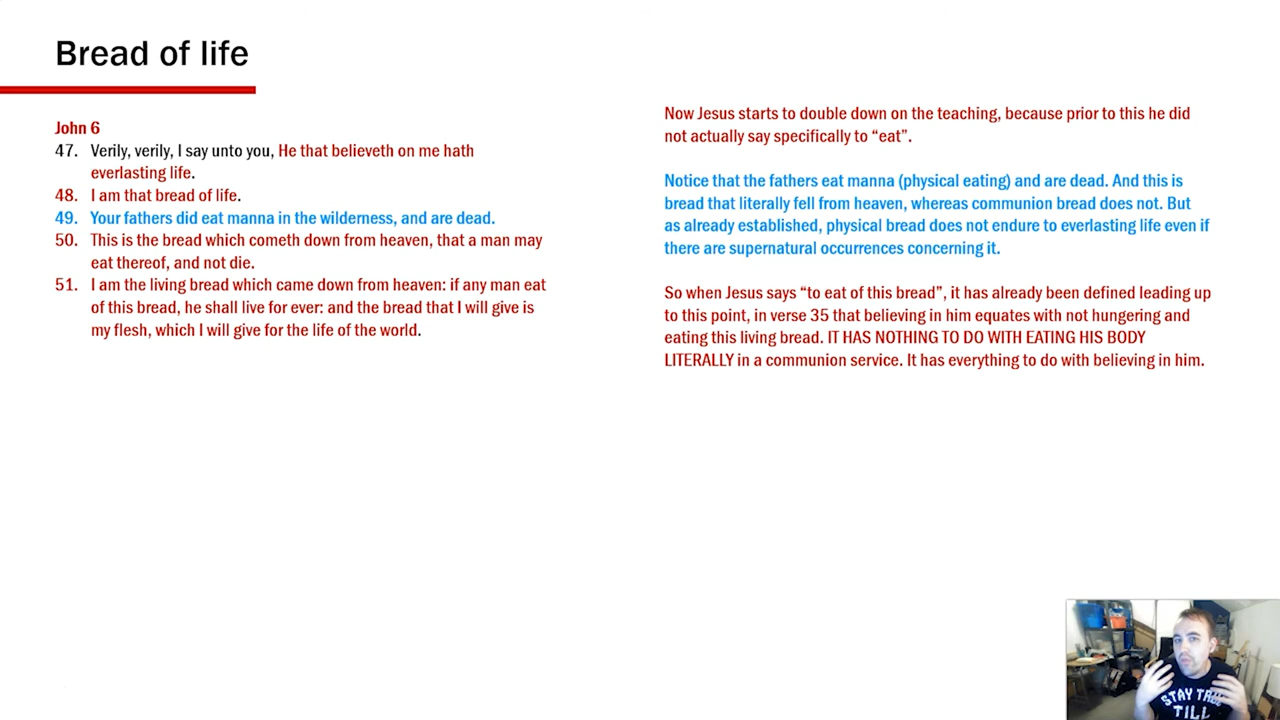 Bread of life
John 6
47. Verily, verily, I say unto you, He that believeth on me hath
everlasting life.
48. I am that bread of life.
49. Your fathers did eat manna in the wilderness, and are dead.
50. This is the bread which cometh down from heaven, that a man may
eat thereof, and not die.
51. I am the living bread which came down from heaven: if any man eat
of this bread, he shall live for ever: and the bread that I will give is
my flesh, which I will give for the life of the world.
Now Jesus starts to double down on the teaching, because prior to this he did
not actually say specifically to “eat”.
Notice that the fathers eat manna (physical eating) and are dead. And this is
bread that literally fell from heaven, whereas communion bread does not. But
as already established, physical bread does not endure to everlasting life even if
there are supernatural occurrences concerning it.
So when Jesus says “to eat of this bread”, it has already been defined leading up
to this point, in verse 35 that believing in him equates with not hungering and
eating this living bread. IT HAS NOTHING TO DO WITH EATING HIS BODY
LITERALLY in a communion service. It has everything to do with believing in him.
STAY
TILL